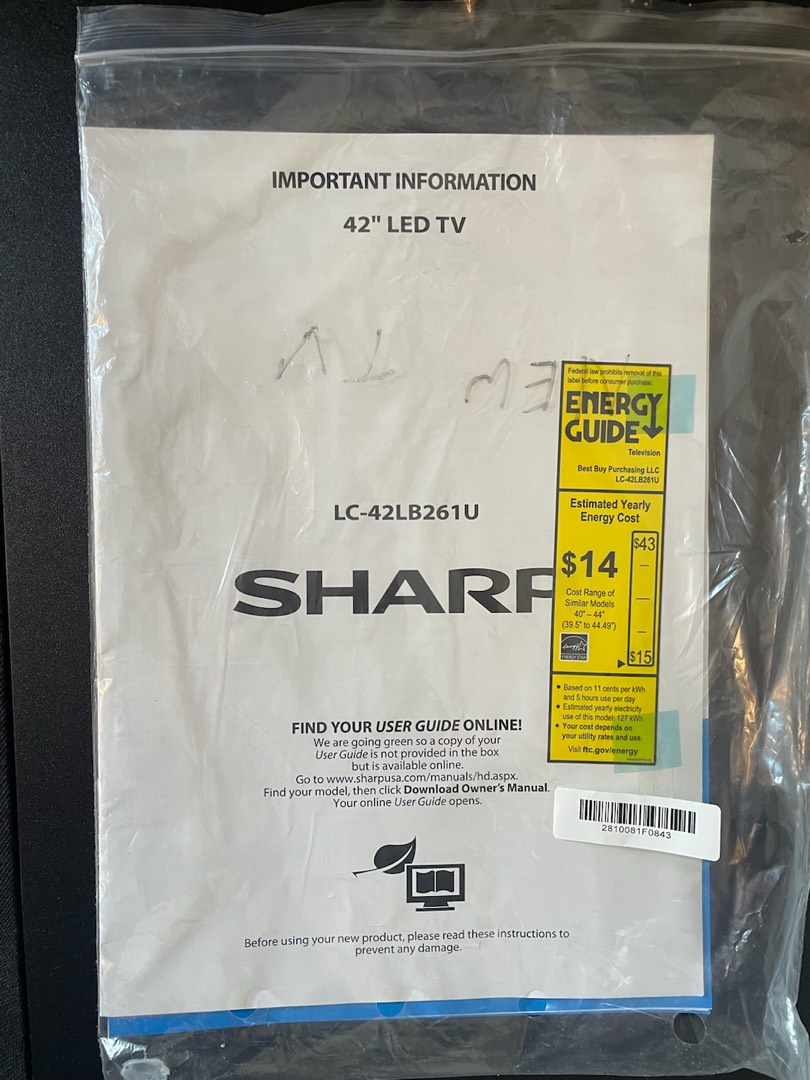 IMPORTANT INFORMATION
42" LED TV
NEW TV
LC-42LB261U
SHARP
Federal law prohibits removal of this
label before consumer purchase.
ENERGY
GUIDE
Television
Best Buy Purchasing LLC
LC-42LB261U
Estimated Yearly
Energy Cost
$43
$14
Cost Range of
Similar Models
40" – 44"
(39.5" to 44.49")
$15
ENERGY STAR
• Based on 11 cents per kWh
and 5 hours use per day
• Estimated yearly electricity
use of this model: 127 kWh
• Your cost depends on
your utility rates and use.
Visit ftc.gov/energy
FIND YOUR USER GUIDE ONLINE!
We are going green so a copy of your
User Guide is not provided in the box
but is available online.
Go to www.sharpusa.com/manuals/hd.aspx.
Find your model, then click Download Owner's Manual.
Your online User Guide opens.
2810081F0843
Before using your new product, please read these instructions to
prevent any damage.